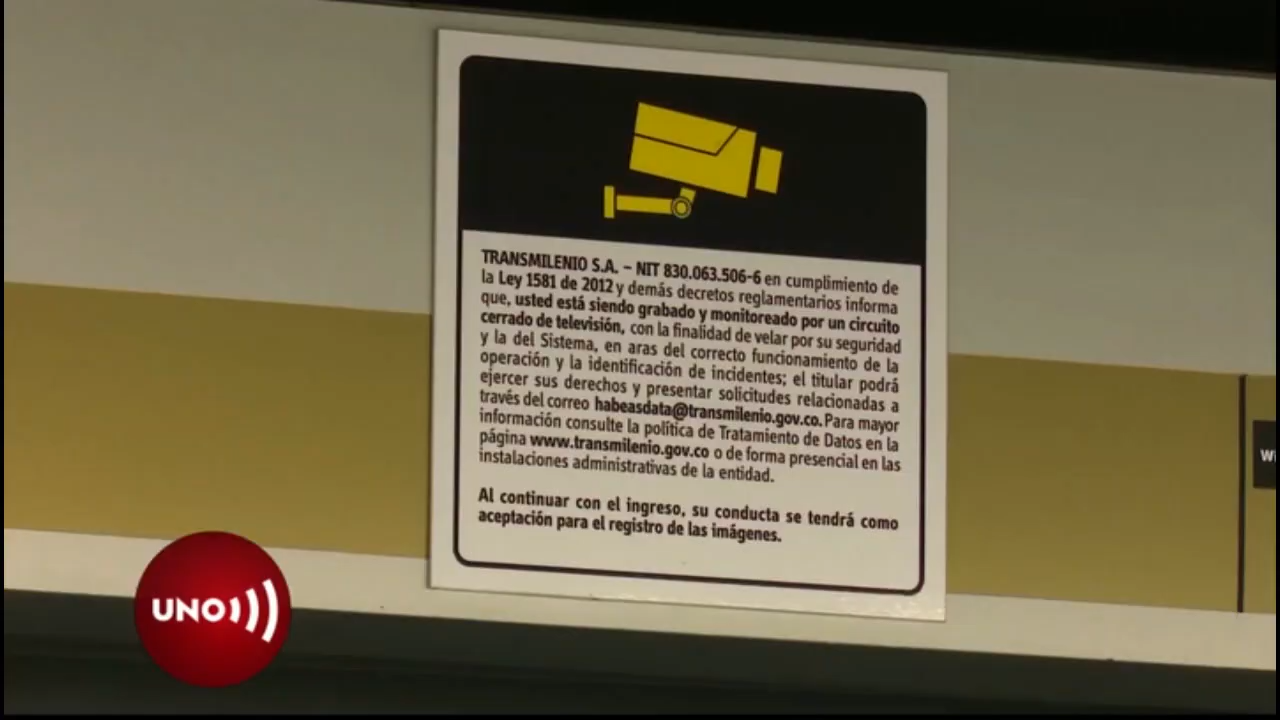 TRANSMILENIO S.A. – NIT 830.063.506-6 en cumplimiento de
la Ley 1581 de 2012 y demás decretos reglamentarios informa
que, usted está siendo grabado y monitoreado por un circuito
cerrado de televisión, con la finalidad de velar por su seguridad
y la del Sistema, en aras del correcto funcionamiento de la
operación y la identificación de incidentes; el titular podrá
ejercer sus derechos y presentar solicitudes relacionadas a
través del correo habeasdata@transmilenio.gov.co. Para mayor
información consulte la política de Tratamiento de Datos en la
página www.transmilenio.gov.co o de forma presencial en las
instalaciones administrativas de la entidad.
Al continuar con el ingreso, su conducta se tendrá como
aceptación para el registro de las imágenes.
UNO